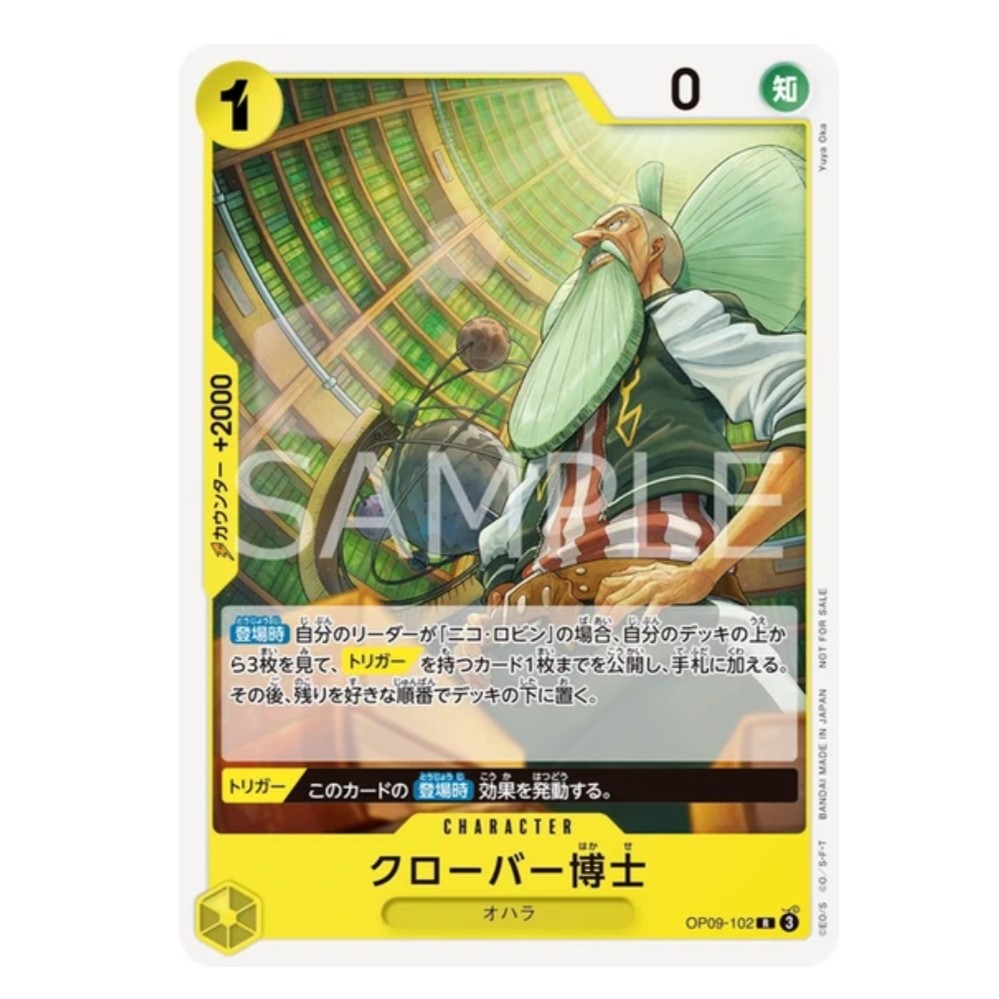 1
0
知
Yuya Oka
カウンター +2000
SAMPLE
登場時 自分のリーダーが「ニコ・ロビン」の場合、自分のデッキの上か
ら3枚を見て、トリガー を持つカード1枚までを公開し、手札に加える。
その後、残りを好きな順番でデッキの下に置く。
トリガー このカードの 登場時 効果を発動する。
CHARACTER
クローバー博士
オハラ
OP09-102 R 3
©EO/S ©O/S・F・T BANDAI MADE IN JAPAN NOT FOR SALE